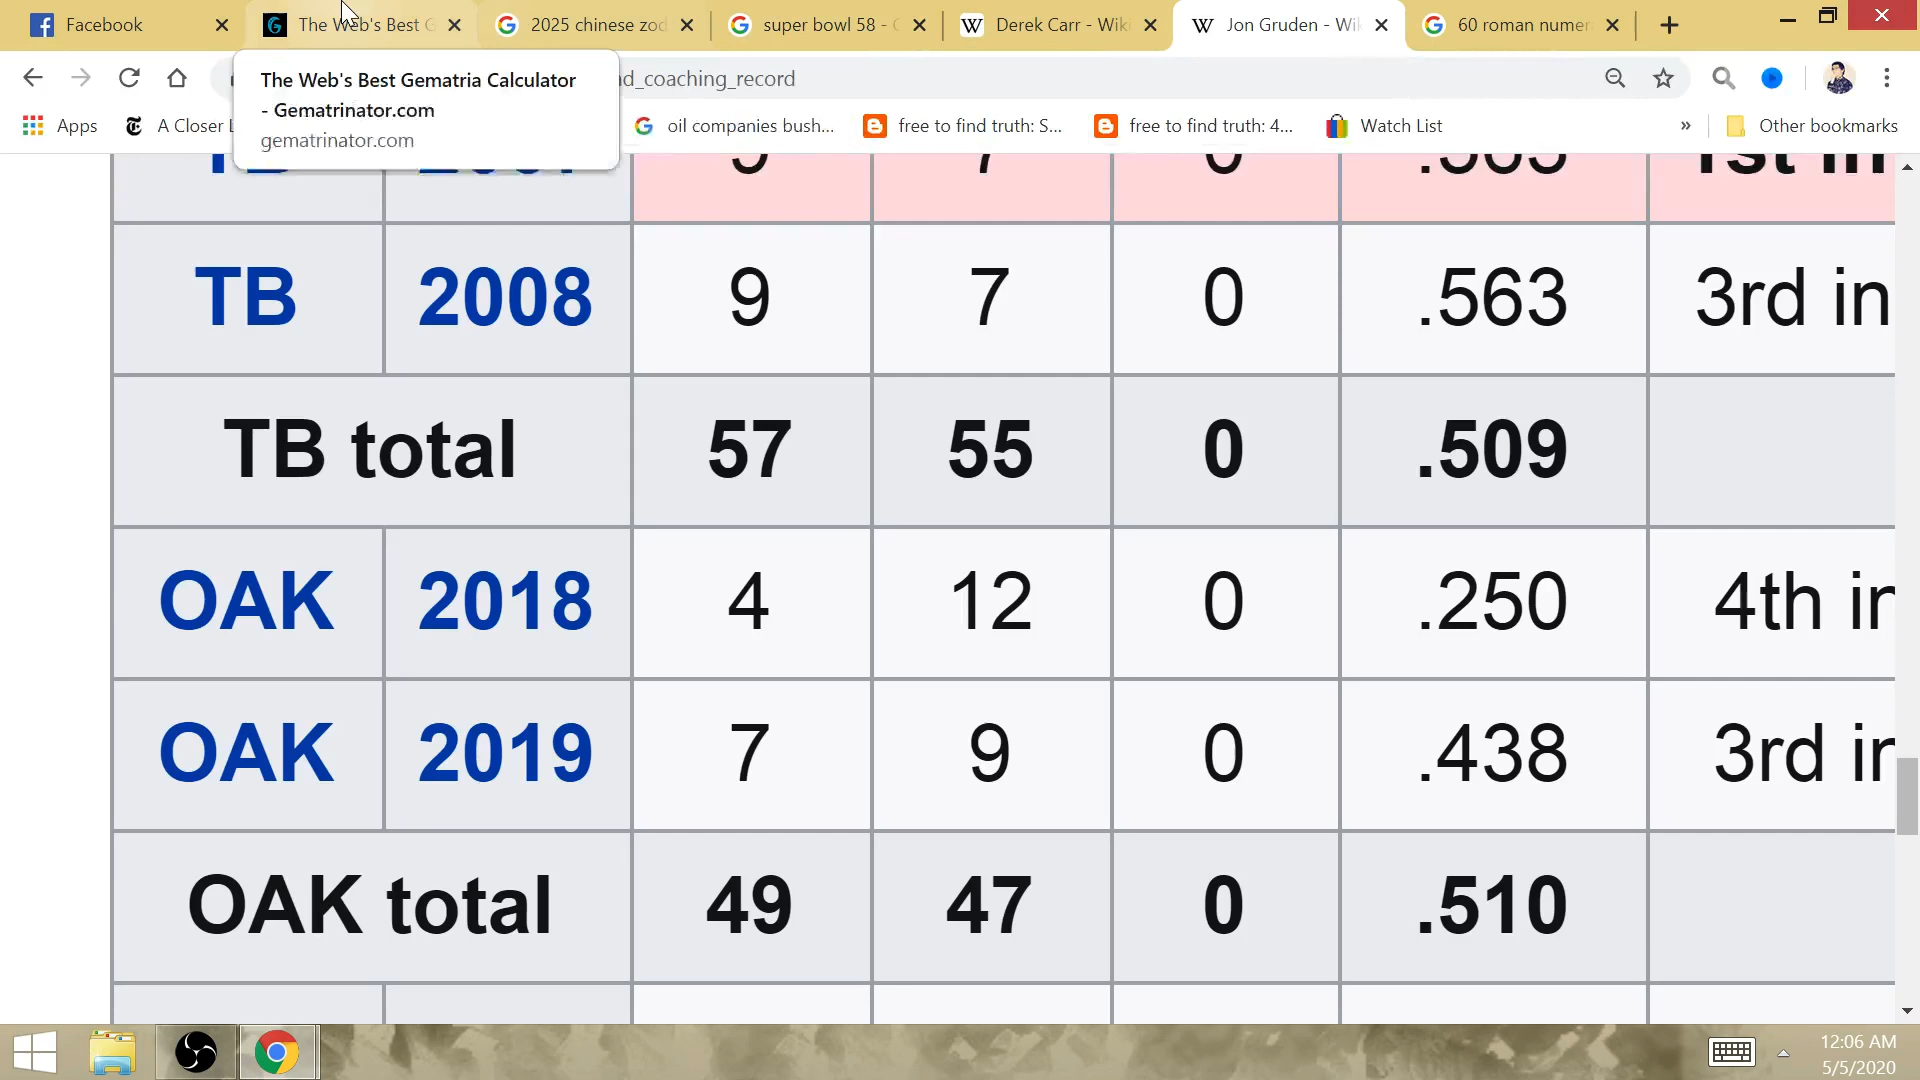 Facebook
The Web's Best G
2025 chinese zod
super bowl 58 - G
Derek Carr - Wiki
Jon Gruden - Wik
60 roman numer
nd_coaching_record
The Web's Best Gematria Calculator
- Gematrinator.com
gematrinator.com
Apps
A Closer L
oil companies bush...
free to find truth: S...
free to find truth: 4...
Watch List
»
Other bookmarks
TB 2008 9 7 0 .563 3rd in
TB total 57 55 0 .509
OAK 2018 4 12 0 .250 4th in
OAK 2019 7 9 0 .438 3rd in
OAK total 49 47 0 .510
12:06 AM
5/5/2020